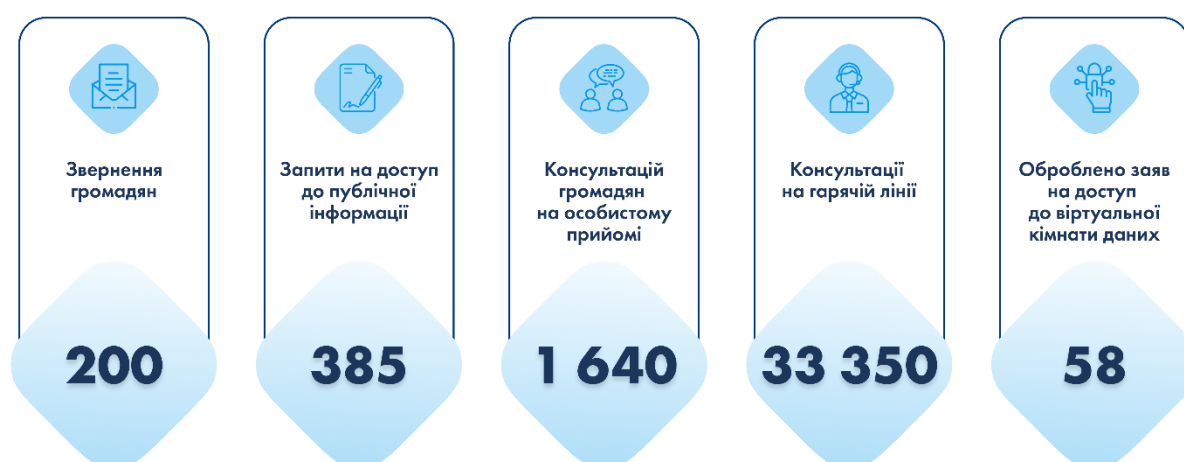 Звернення
громадян
200
Запити на доступ
до публічної
інформації
385
Консультацій
громадян
на особистому
прийомі
1 640
Консультації
на гарячій лінії
33 350
Оброблено заяв
на доступ
до віртуальної
кімнати даних
58